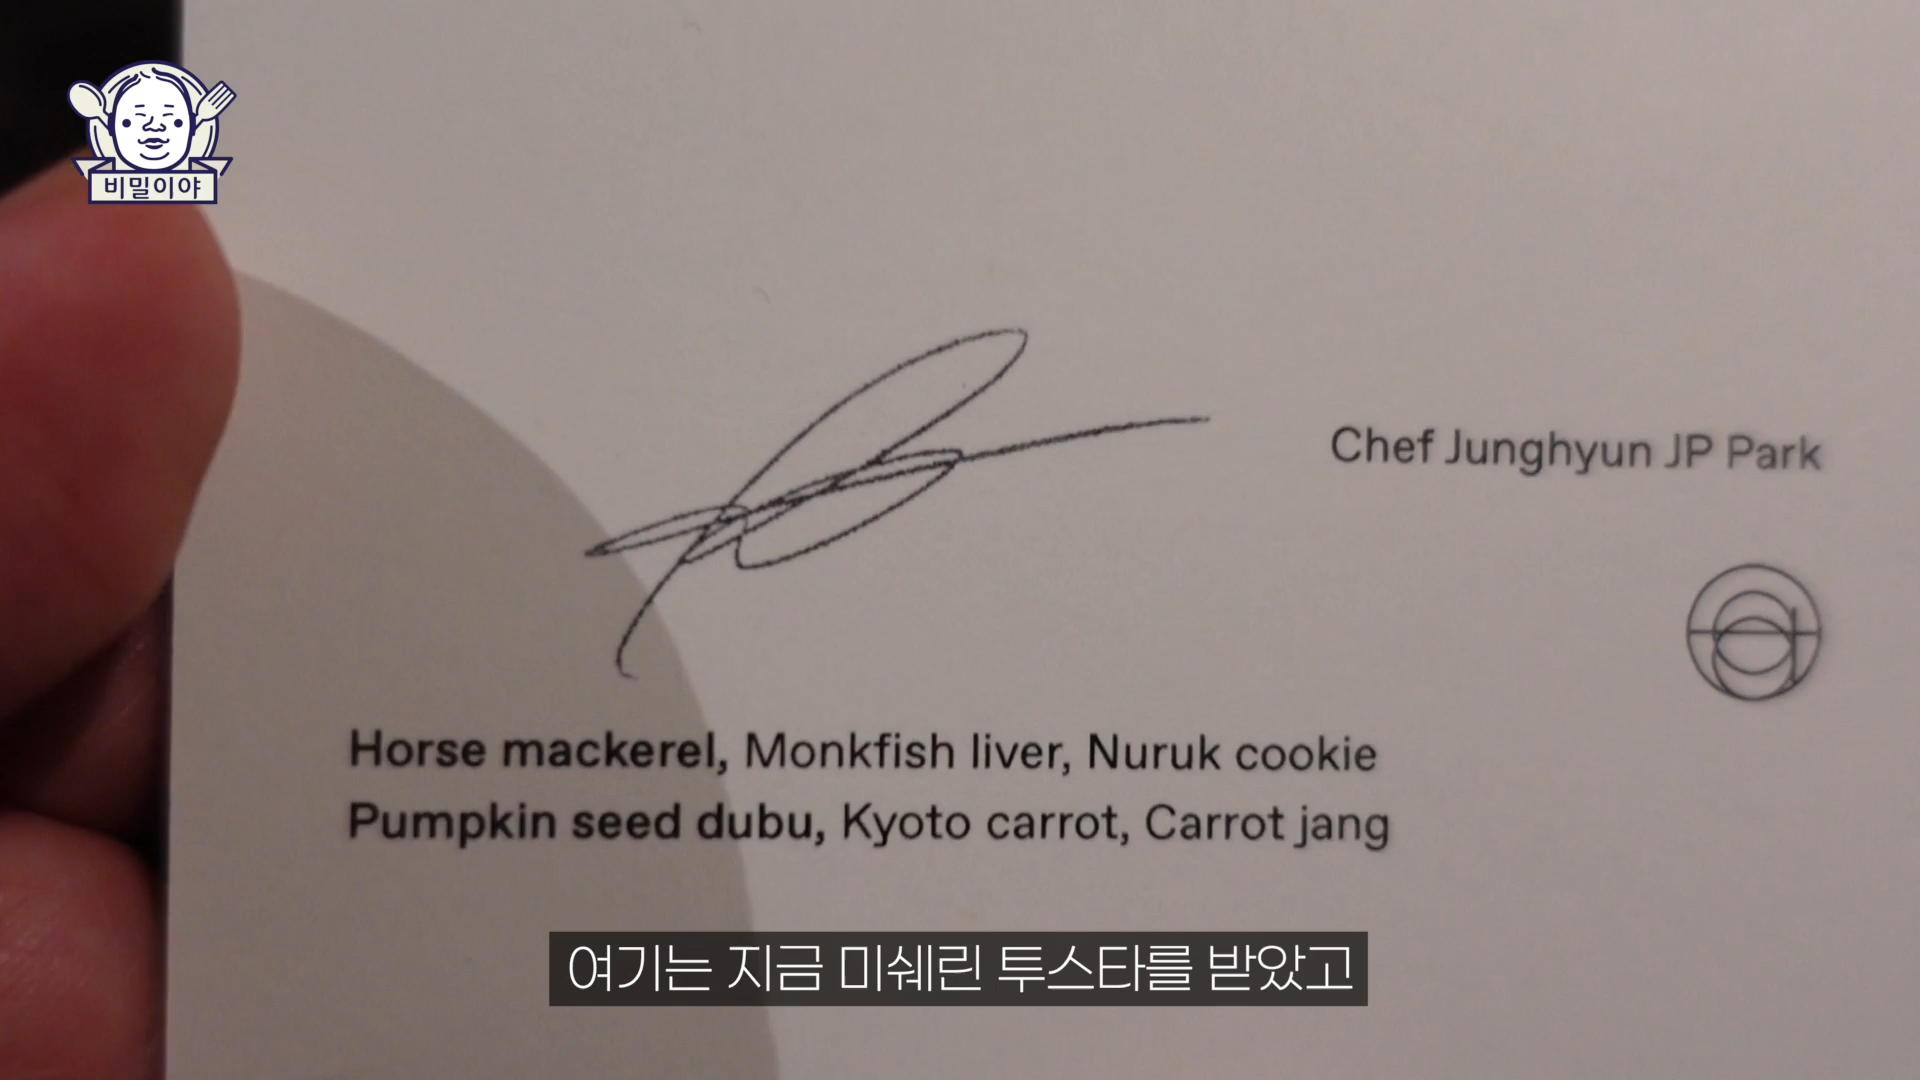 비밀이야
Chef Junghyun JP Park
Horse mackerel, Monkfish liver, Nuruk cookie
Pumpkin seed dubu, Kyoto carrot, Carrot jang
여기는 지금 미쉐린 투스타를 받았고